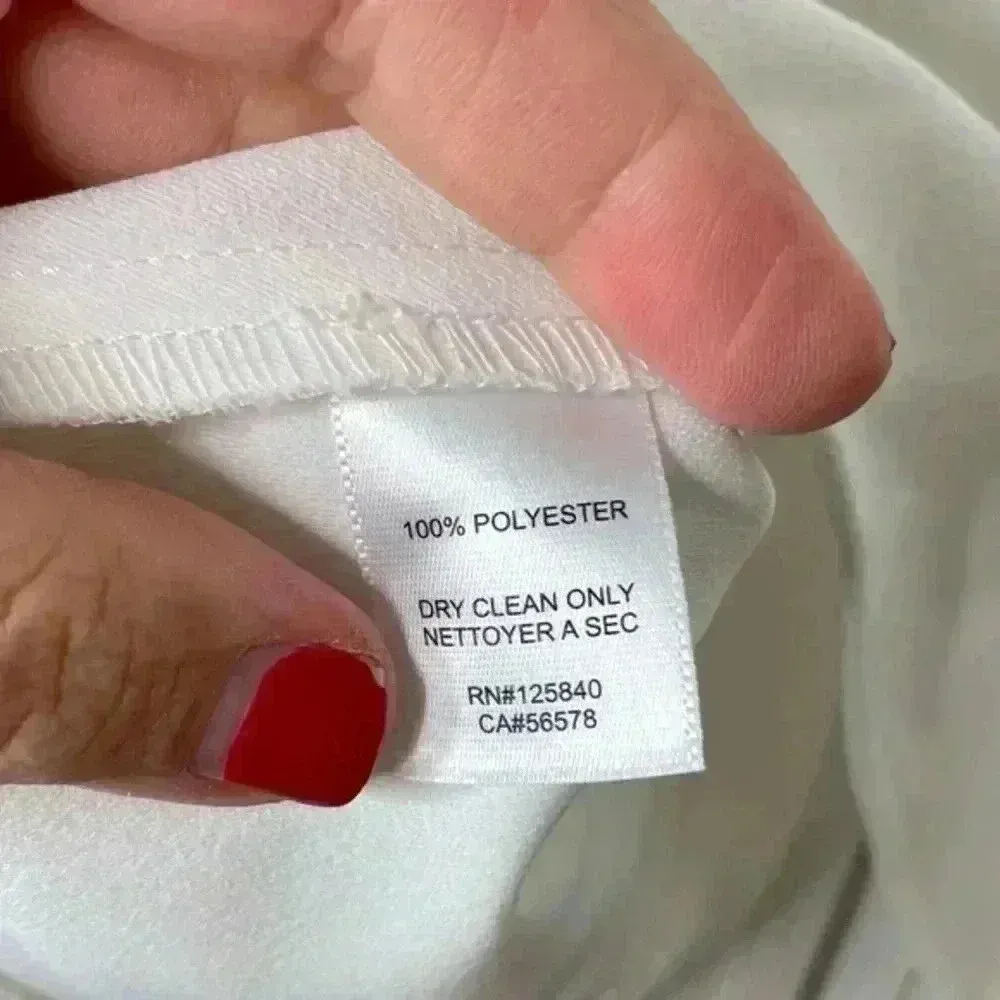 100% POLYESTER
DRY CLEAN ONLY
NETTOYER A SEC
RN#125840
CA#56578